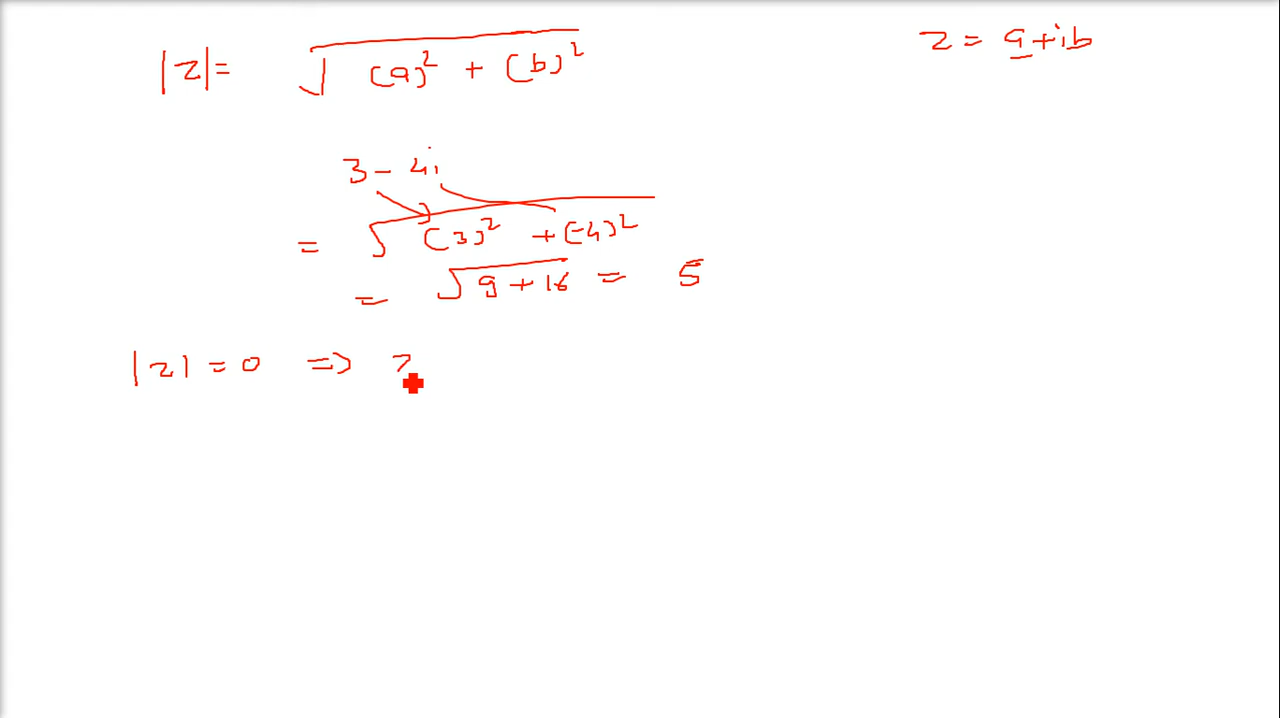 |z| = √(a)² + (b)² z = a+ib
3 - 4i
= √(3)² + (-4)²
= √9 + 16 = 5
|z| = 0 => z